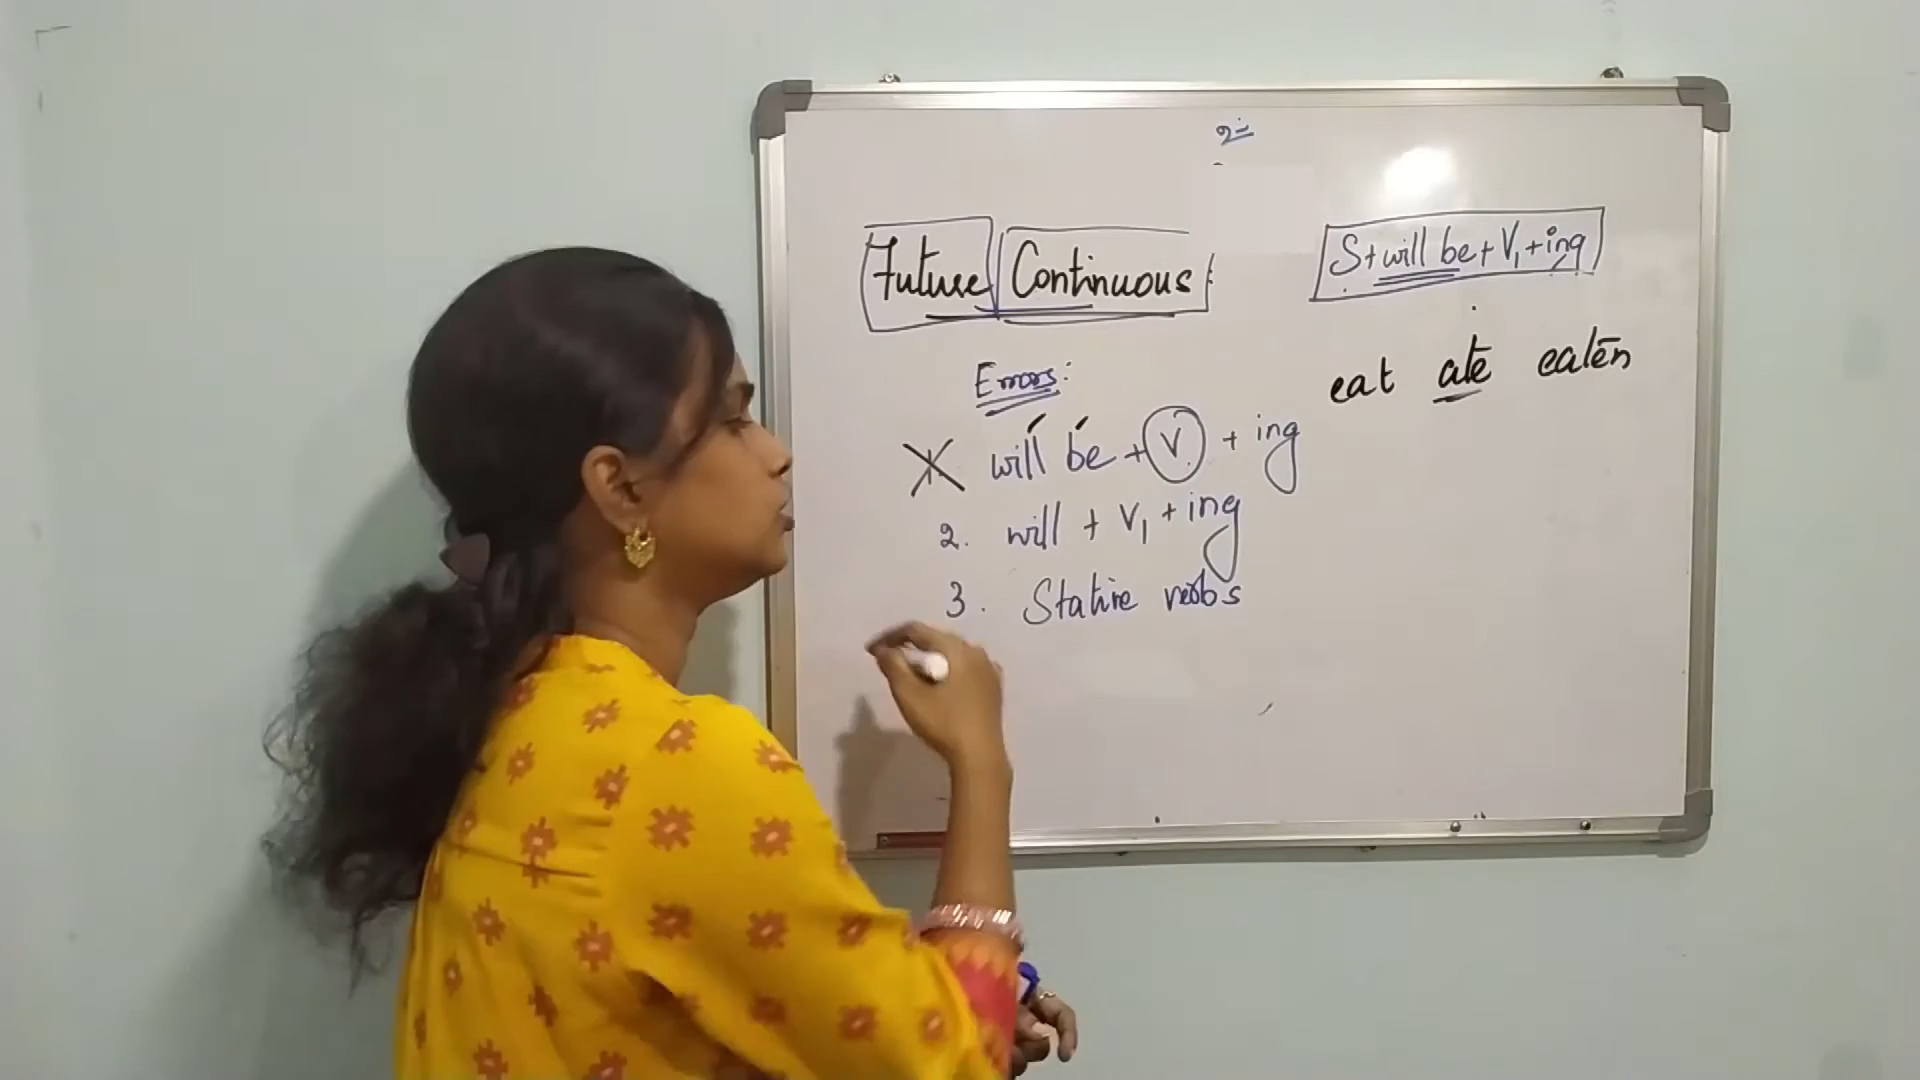 2
Future Continuous:
S+ will be + V₁ + ing
Errors:
eat ate eaten
1. will be + V + ing
2. will + V₁ + ing
3. Stative verbs